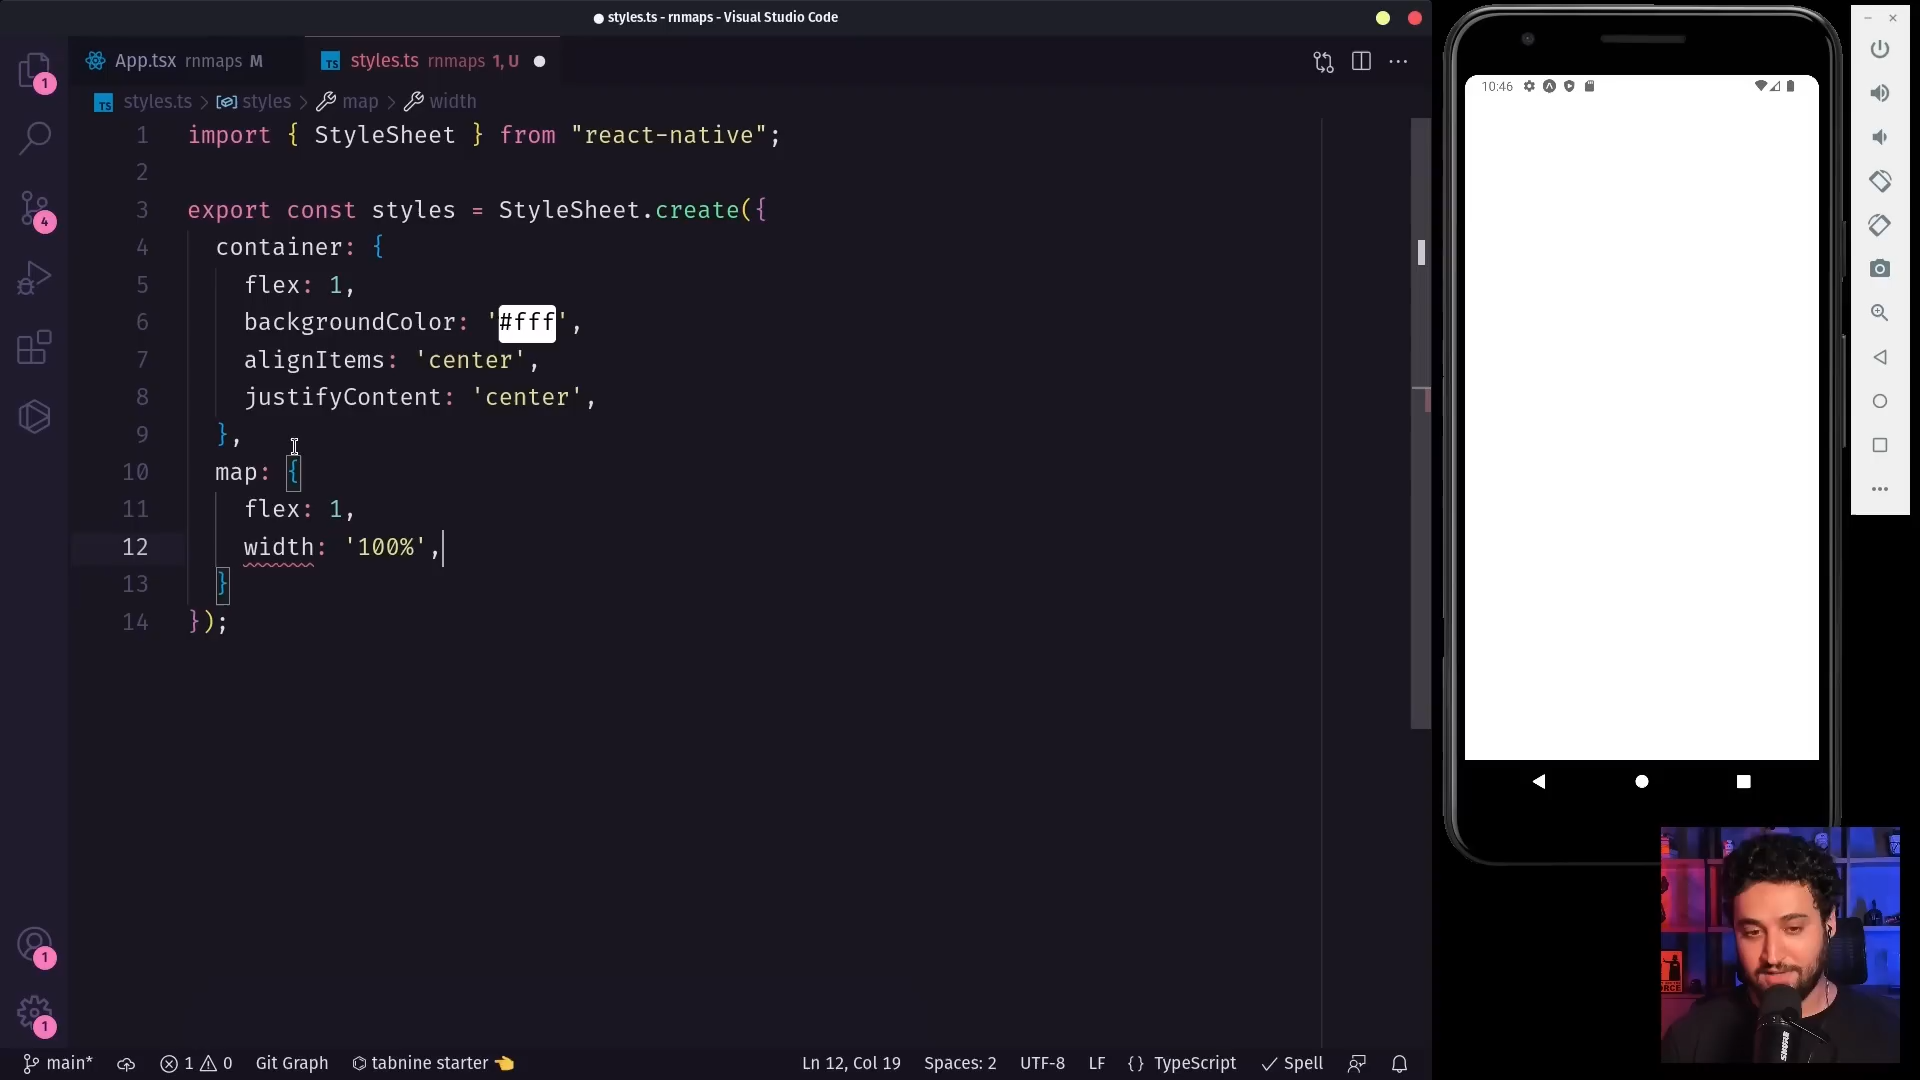 styles.ts - rnmaps - Visual Studio Code
App.tsx rnmaps M
styles.ts rnmaps 1, U
styles.ts > styles > map > width
1 import { StyleSheet } from "react-native";
2
3 export const styles = StyleSheet.create({
4 container: {
5 flex: 1,
6 backgroundColor: '#fff',
7 alignItems: 'center',
8 justifyContent: 'center',
9 },
10 map: {
11 flex: 1,
12 width: '100%',
13 }
14 });
1
4
1
1
main* 1 0 Git Graph tabnine starter Ln 12, Col 19 Spaces: 2 UTF-8 LF {} TypeScript Spell
10:46